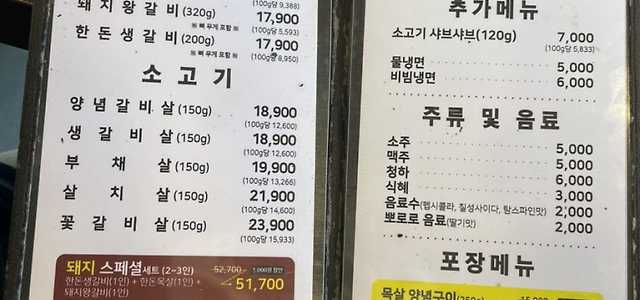 돼지왕갈비(320g) 17,900
※ 뼈 무게 포함 ※ (100g당 5,593)
한돈생갈비(200g) 17,900
※ 뼈 무게 포함 ※ (100g당 8,950)
소고기
양념갈비살(150g) 18,900
(100g당 12,600)
생갈비살(150g) 18,900
(100g당 12,600)
부채살(150g) 19,900
(100g당 13,266)
살치살(150g) 21,900
(100g당 14,600)
꽃갈비살(150g) 23,900
(100g당 15,933)
돼지 스페셜세트 (2~3인) 52,700 1,000원 할인
한돈생갈비(1인) + 한돈목살(1인) + 51,700
돼지왕갈비(1인)
추가메뉴
소고기 샤브샤브(120g) 7,000
(100g당 5,833)
물냉면 5,000
비빔냉면 6,000
주류 및 음료
소주 5,000
맥주 5,000
청하 6,000
식혜 3,000
음료수(펩시콜라, 칠성사이다, 탐스파인맛) 2,000
뽀로로 음료(딸기맛) 2,000
포장메뉴
목살 양념구이